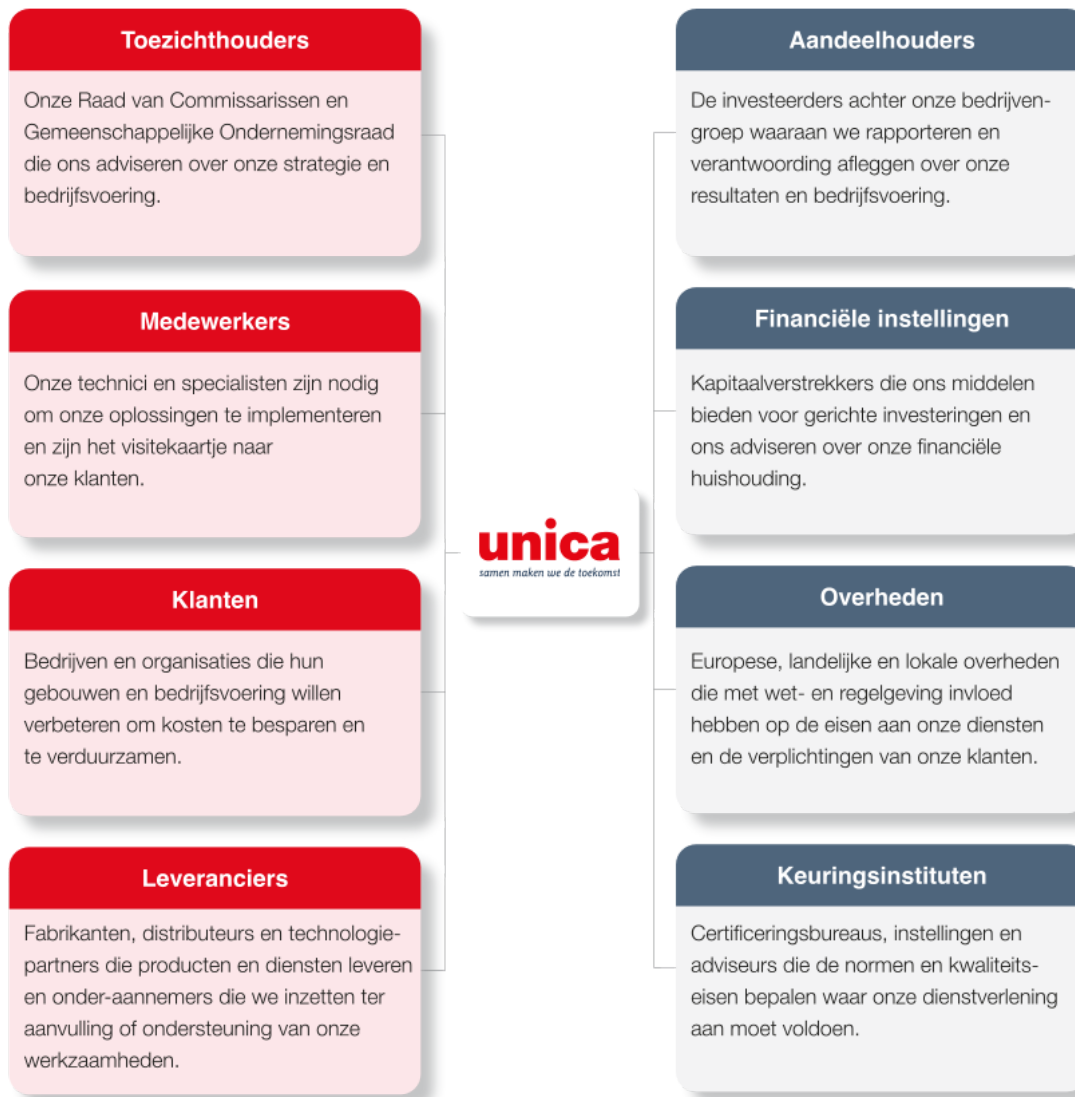 Toezichthouders
Onze Raad van Commissarissen en
Gemeenschappelijke Ondernemingsraad
die ons adviseren over onze strategie en
bedrijfsvoering.
Medewerkers
Onze technici en specialisten zijn nodig
om onze oplossingen te implementeren
en zijn het visitekaartje naar
onze klanten.
Klanten
Bedrijven en organisaties die hun
gebouwen en bedrijfsvoering willen
verbeteren om kosten te besparen en
te verduurzamen.
Leveranciers
Fabrikanten, distributeurs en technologie-
partners die producten en diensten leveren
en onder-aannemers die we inzetten ter
aanvulling of ondersteuning van onze
werkzaamheden.
unica
samen maken we de toekomst
Aandeelhouders
De investeerders achter onze bedrijven-
groep waaraan we rapporteren en
verantwoording afleggen over onze
resultaten en bedrijfsvoering.
Financiële instellingen
Kapitaalverstrekkers die ons middelen
bieden voor gerichte investeringen en
ons adviseren over onze financiële
huishouding.
Overheden
Europese, landelijke en lokale overheden
die met wet- en regelgeving invloed
hebben op de eisen aan onze diensten
en de verplichtingen van onze klanten.
Keuringsinstituten
Certificeringsbureaus, instellingen en
adviseurs die de normen en kwaliteits-
eisen bepalen waar onze dienstverlening
aan moet voldoen.